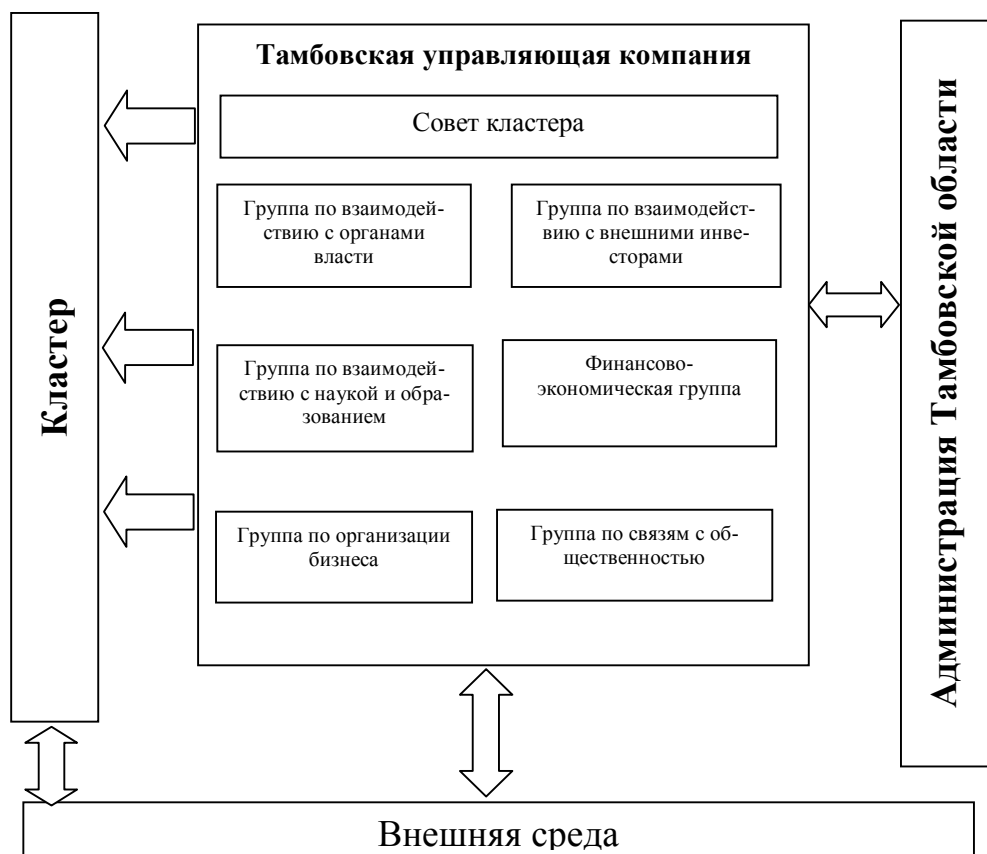 Тамбовская управляющая компания
Совет кластера
Группа по взаимодей-
ствию с органами
власти
Группа по взаимодейст-
вию с внешними инве-
сторами
Группа по взаимодей-
ствию с наукой и обра-
зованием
Финансово-
экономическая группа
Группа по организации
бизнеса
Группа по связям с об-
щественностью
Кластер
Администрация Тамбовской области
Внешняя среда